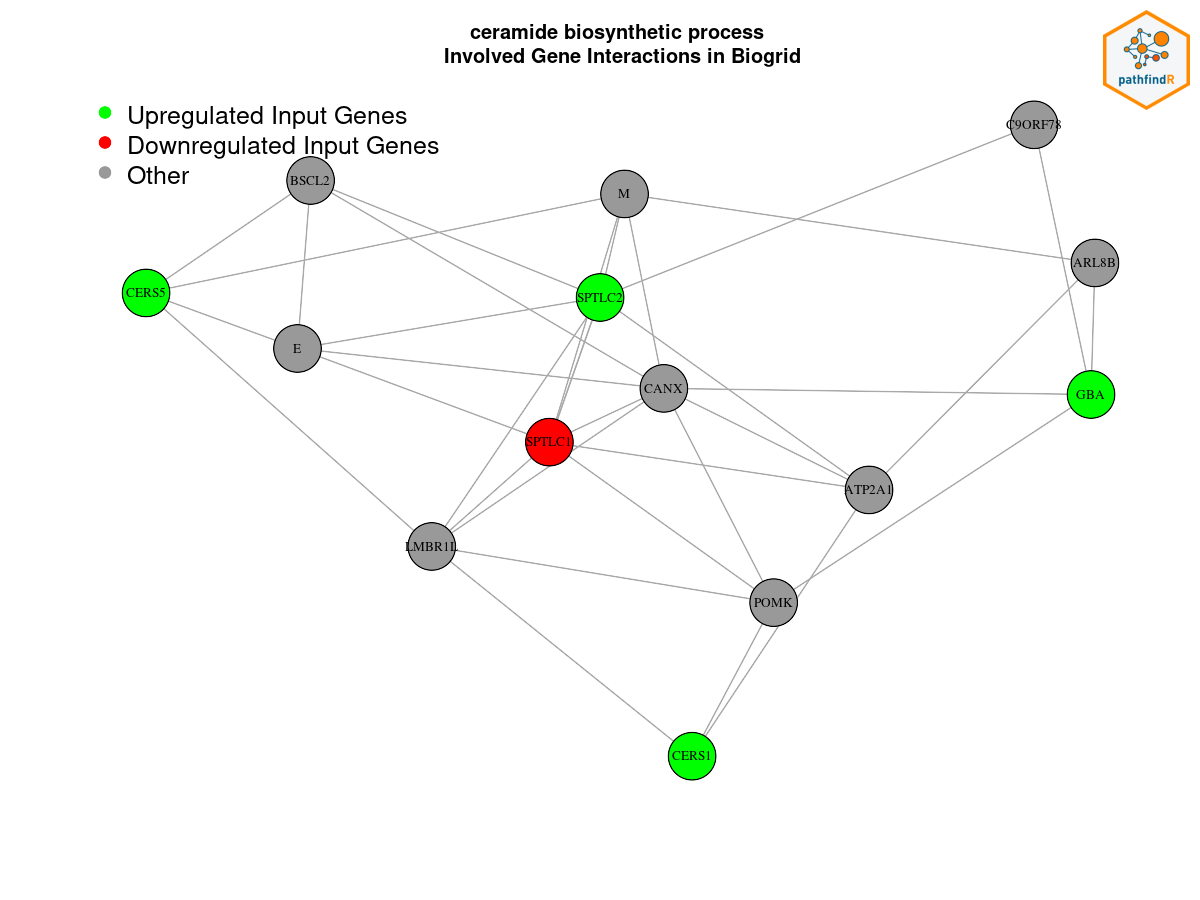 ceramide biosynthetic process
Involved Gene Interactions in Biogrid
pathfindR
Upregulated Input Genes
Downregulated Input Genes
Other
C9ORF78
BSCL2
M
ARL8B
CERS5
SPTLC2
E
CANX
GBA
SPTLC1
ATP2A1
LMBR1L
POMK
CERS1